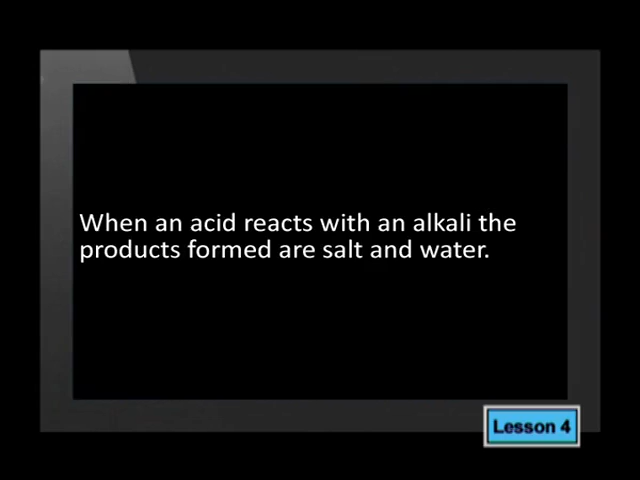 When an acid reacts with an alkali the
products formed are salt and water.
Lesson 4